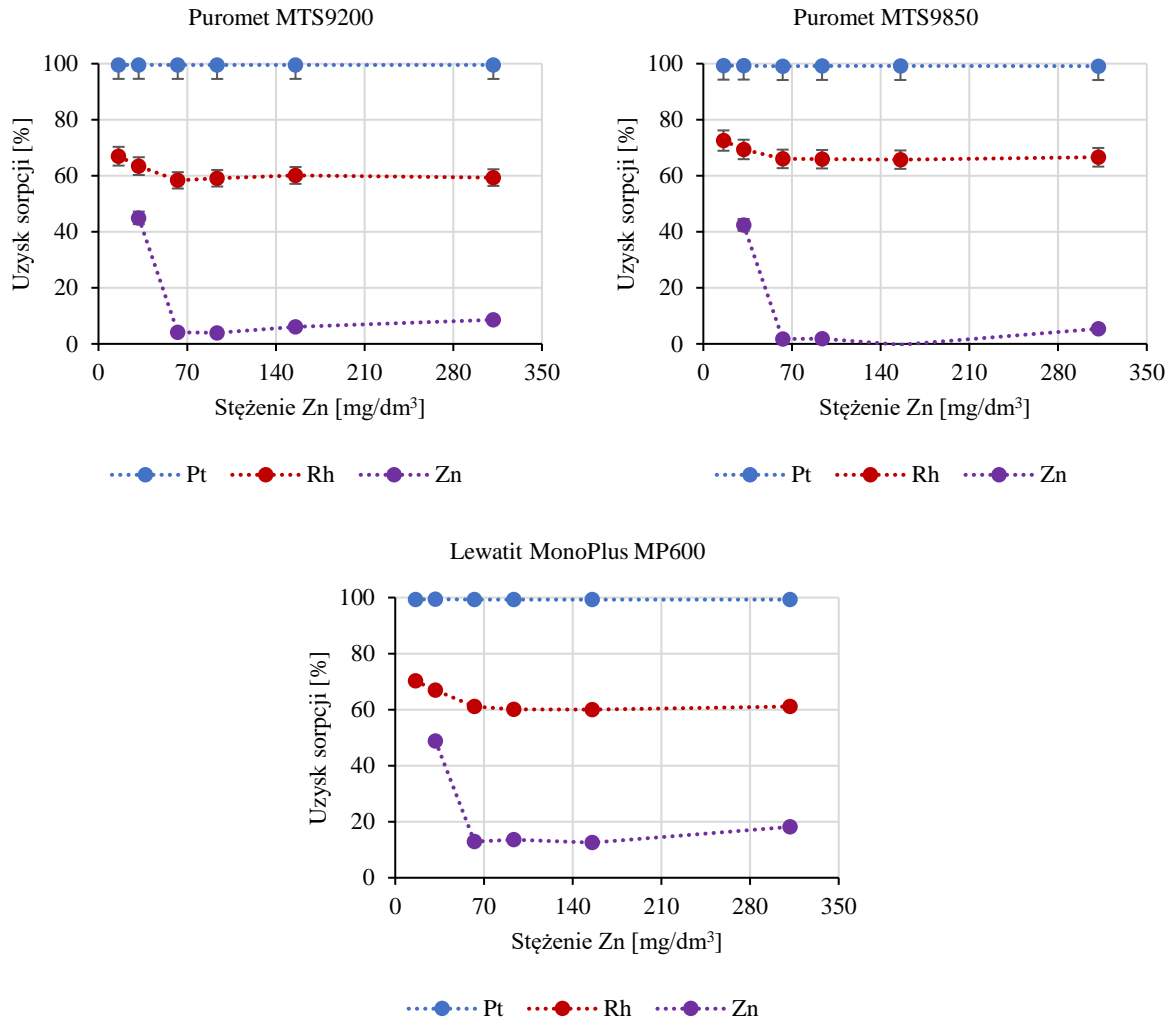 Puromet MTS9200
Uzysk sorpcji [%]
100
80
60
40
20
0
0 70 140 210 280 350
Stężenie Zn [mg/dm³]
Pt Rh Zn
Puromet MTS9850
Uzysk sorpcji [%]
100
80
60
40
20
0
0 70 140 210 280 350
Stężenie Zn [mg/dm³]
Pt Rh Zn
Lewatit MonoPlus MP600
Uzysk sorpcji [%]
100
80
60
40
20
0
0 70 140 210 280 350
Stężenie Zn [mg/dm³]
Pt Rh Zn